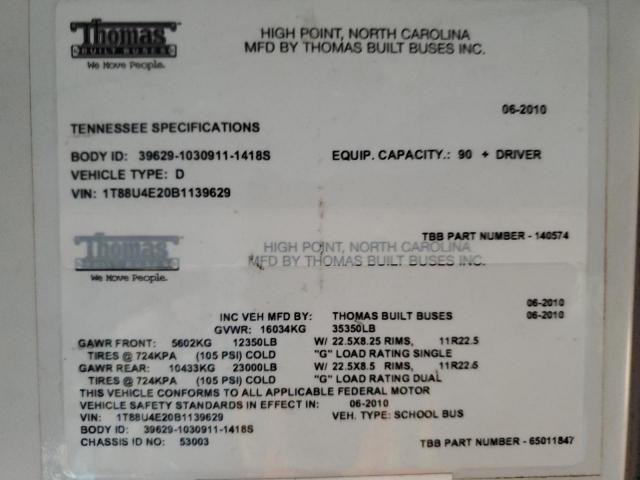 Thomas
BUILT BUSES
We Move People.
HIGH POINT, NORTH CAROLINA
MFD BY THOMAS BUILT BUSES INC.
06-2010
TENNESSEE SPECIFICATIONS
BODY ID: 39629-1030911-1418S EQUIP. CAPACITY.: 90 + DRIVER
VEHICLE TYPE: D
VIN: 1T88U4E20B1139629
TBB PART NUMBER - 140574
Thomas
BUILT BUSES
We Move People.
HIGH POINT, NORTH CAROLINA
MFD BY THOMAS BUILT BUSES INC.
06-2010
INC VEH MFD BY: THOMAS BUILT BUSES 06-2010
GVWR: 16034KG 35350LB
GAWR FRONT: 5602KG 12350LB W/ 22.5X8.25 RIMS, 11R22.5
TIRES @ 724KPA (105 PSI) COLD "G" LOAD RATING SINGLE
GAWR REAR: 10433KG 23000LB W/ 22.5X8.5 RIMS, 11R22.5
TIRES @ 724KPA (105 PSI) COLD "G" LOAD RATING DUAL
THIS VEHICLE CONFORMS TO ALL APPLICABLE FEDERAL MOTOR
VEHICLE SAFETY STANDARDS IN EFFECT IN: 06-2010
VIN: 1T88U4E20B1139629 VEH. TYPE: SCHOOL BUS
BODY ID: 39629-1030911-1418S
CHASSIS ID NO: 53003 TBB PART NUMBER - 65011847